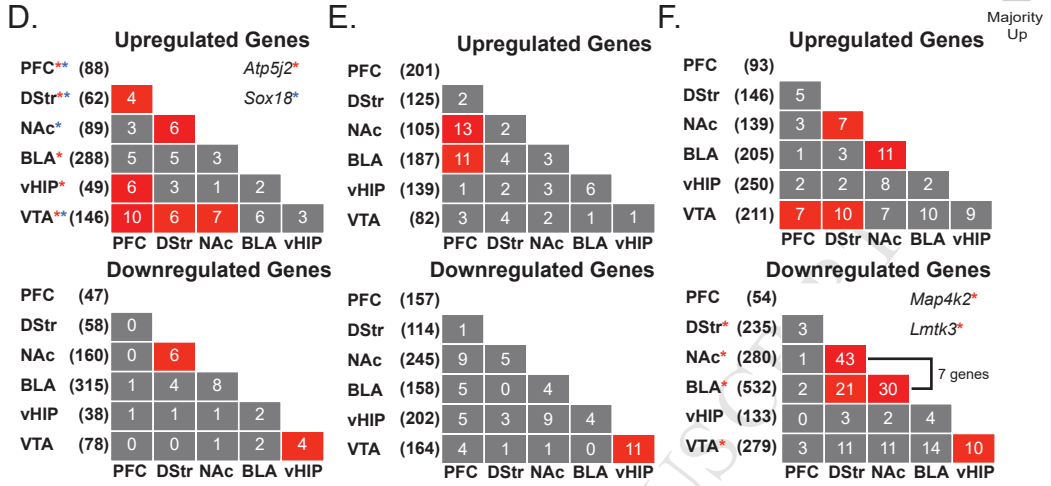 D.
Upregulated Genes
PFC** (88) Atp5j2*
DStr** (62) 4 Sox18*
NAc* (89) 3 6
BLA* (288) 5 5 3
vHIP* (49) 6 3 1 2
VTA** (146) 10 6 7 6 3
PFC DStr NAc BLA vHIP
Downregulated Genes
PFC (47)
DStr (58) 0
NAc (160) 0 6
BLA (315) 1 4 8
vHIP (38) 1 1 1 2
VTA (78) 0 0 1 2 4
PFC DStr NAc BLA vHIP
E.
Upregulated Genes
PFC (201)
DStr (125) 2
NAc (105) 13 2
BLA (187) 11 4 3
vHIP (139) 1 2 3 6
VTA (82) 3 4 2 1 1
PFC DStr NAc BLA vHIP
Downregulated Genes
PFC (157)
DStr (114) 1
NAc (245) 9 5
BLA (158) 5 0 4
vHIP (202) 5 3 9 4
VTA (164) 4 1 1 0 11
PFC DStr NAc BLA vHIP
F.
Majority
Up
Upregulated Genes
PFC (93)
DStr (146) 5
NAc (139) 3 7
BLA (205) 1 3 11
vHIP (250) 2 2 8 2
VTA (211) 7 10 7 10 9
PFC DStr NAc BLA vHIP
Downregulated Genes
PFC (54) Map4k2*
DStr* (235) 3 Lmtk3*
NAc* (280) 1 43
7 genes
BLA* (532) 2 21 30
vHIP (133) 0 3 2 4
VTA* (279) 3 11 11 14 10
PFC DStr NAc BLA vHIP